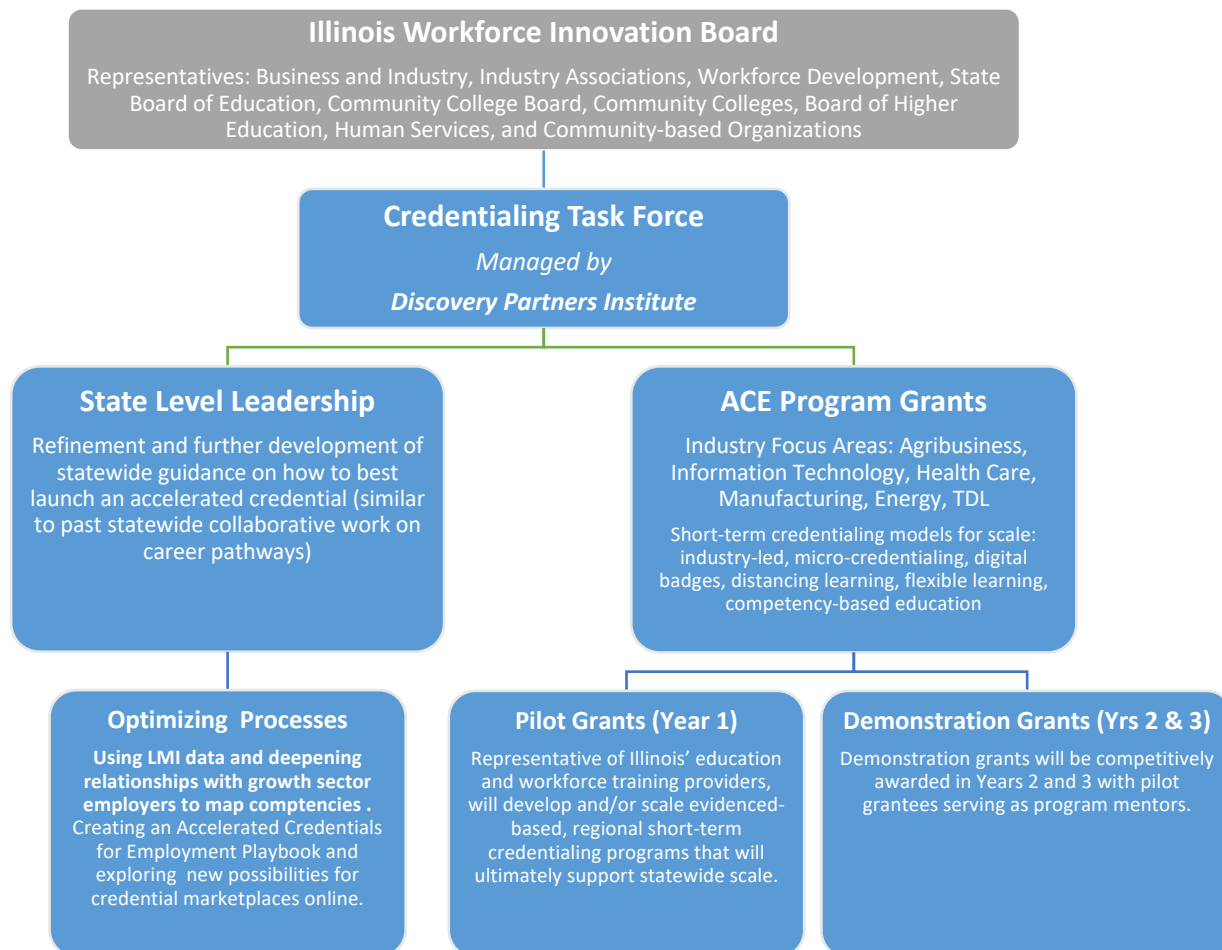 Illinois Workforce Innovation Board
Representatives: Business and Industry, Industry Associations, Workforce Development, State
Board of Education, Community College Board, Community Colleges, Board of Higher
Education, Human Services, and Community-based Organizations
Credentialing Task Force
Managed by
Discovery Partners Institute
State Level Leadership
Refinement and further development of
statewide guidance on how to best
launch an accelerated credential (similar
to past statewide collaborative work on
career pathways)
ACE Program Grants
Industry Focus Areas: Agribusiness,
Information Technology, Health Care,
Manufacturing, Energy, TDL
Short-term credentialing models for scale:
industry-led, micro-credentialing, digital
badges, distancing learning, flexible learning,
competency-based education
Optimizing Processes
Using LMI data and deepening
relationships with growth sector
employers to map comptencies .
Creating an Accelerated Credentials
for Employment Playbook and
exploring new possibilities for
credential marketplaces online.
Pilot Grants (Year 1)
Representative of Illinois’ education
and workforce training providers,
will develop and/or scale evidenced-
based, regional short-term
credentialing programs that will
ultimately support statewide scale.
Demonstration Grants (Yrs 2 & 3)
Demonstration grants will be competitively
awarded in Years 2 and 3 with pilot
grantees serving as program mentors.